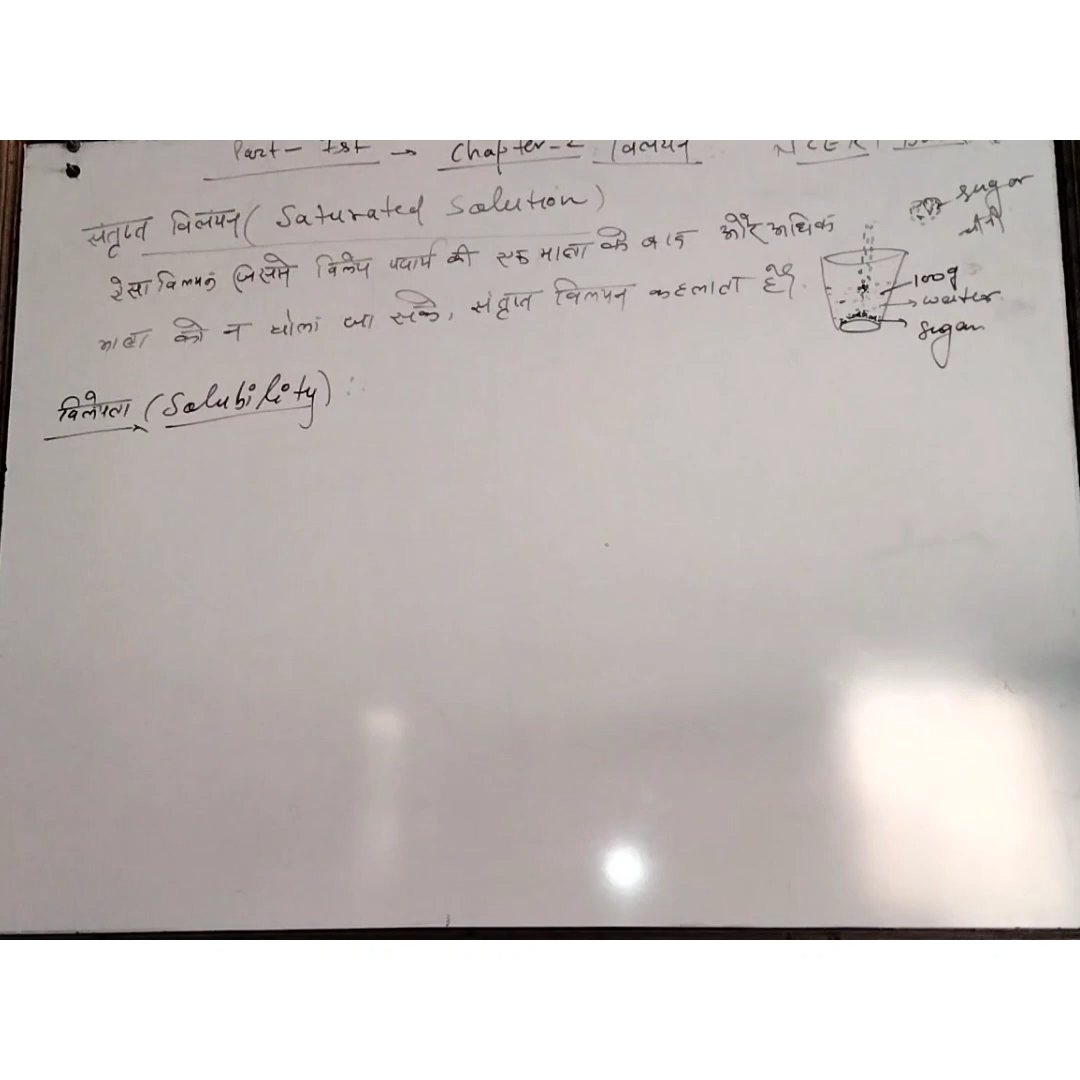 Part - Ist → Chapter-2 विलयन NCERT
संतृप्त विलयन (Saturated Solution)
ऐसा विलयन जिसमे विलेय पदार्थ की एक मात्रा के बाद और अधिक
मात्रा को न घोला जा सके, संतृप्त विलयन कहलाता है।
sugar
चीनी
100g
water
sugar
विलेयता (Solubility) :